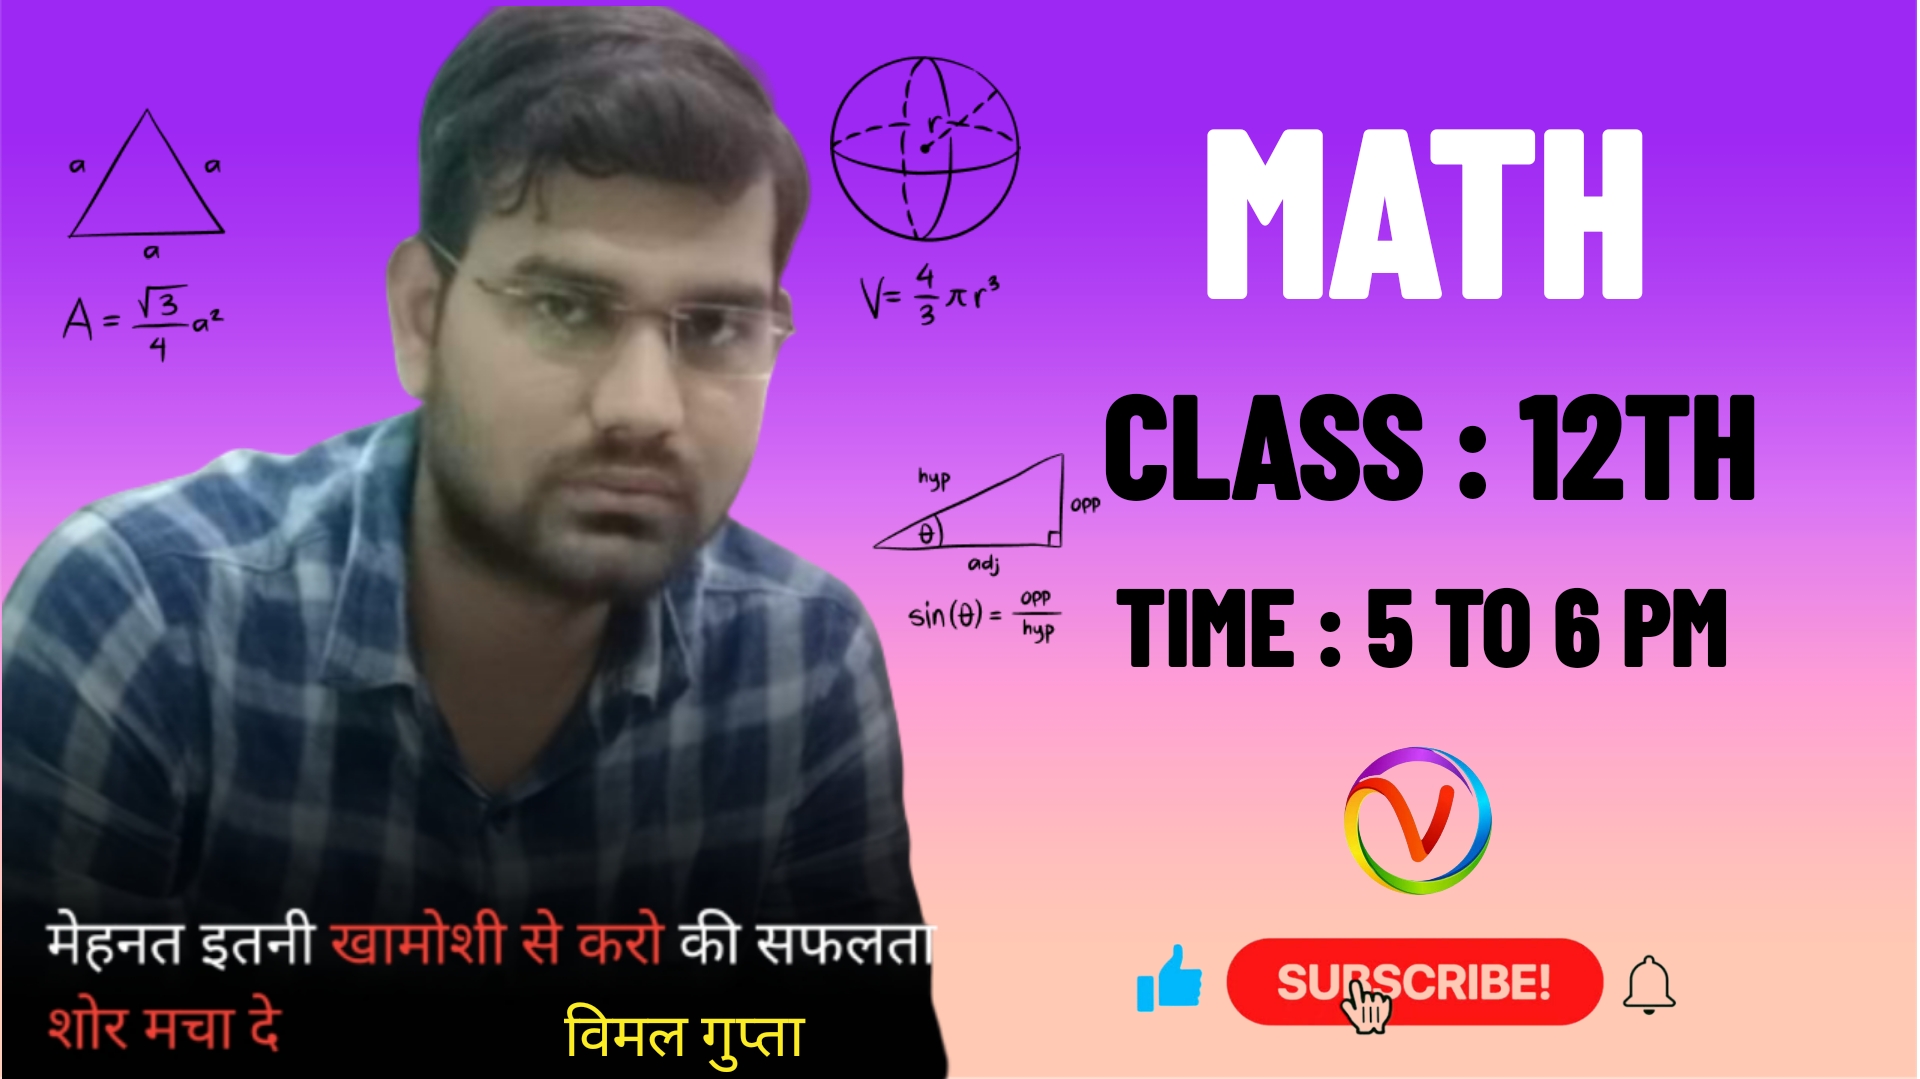 a
a
a
A = √3/4 a²
r
V = 4/3 πr³
MATH
CLASS : 12TH
hyp
opp
θ
adj
sin(θ) = opp/hyp
TIME : 5 TO 6 PM
V
SUBSCRIBE!
मेहनत इतनी खामोशी से करो की सफलता
शोर मचा दे
विमल गुप्ता